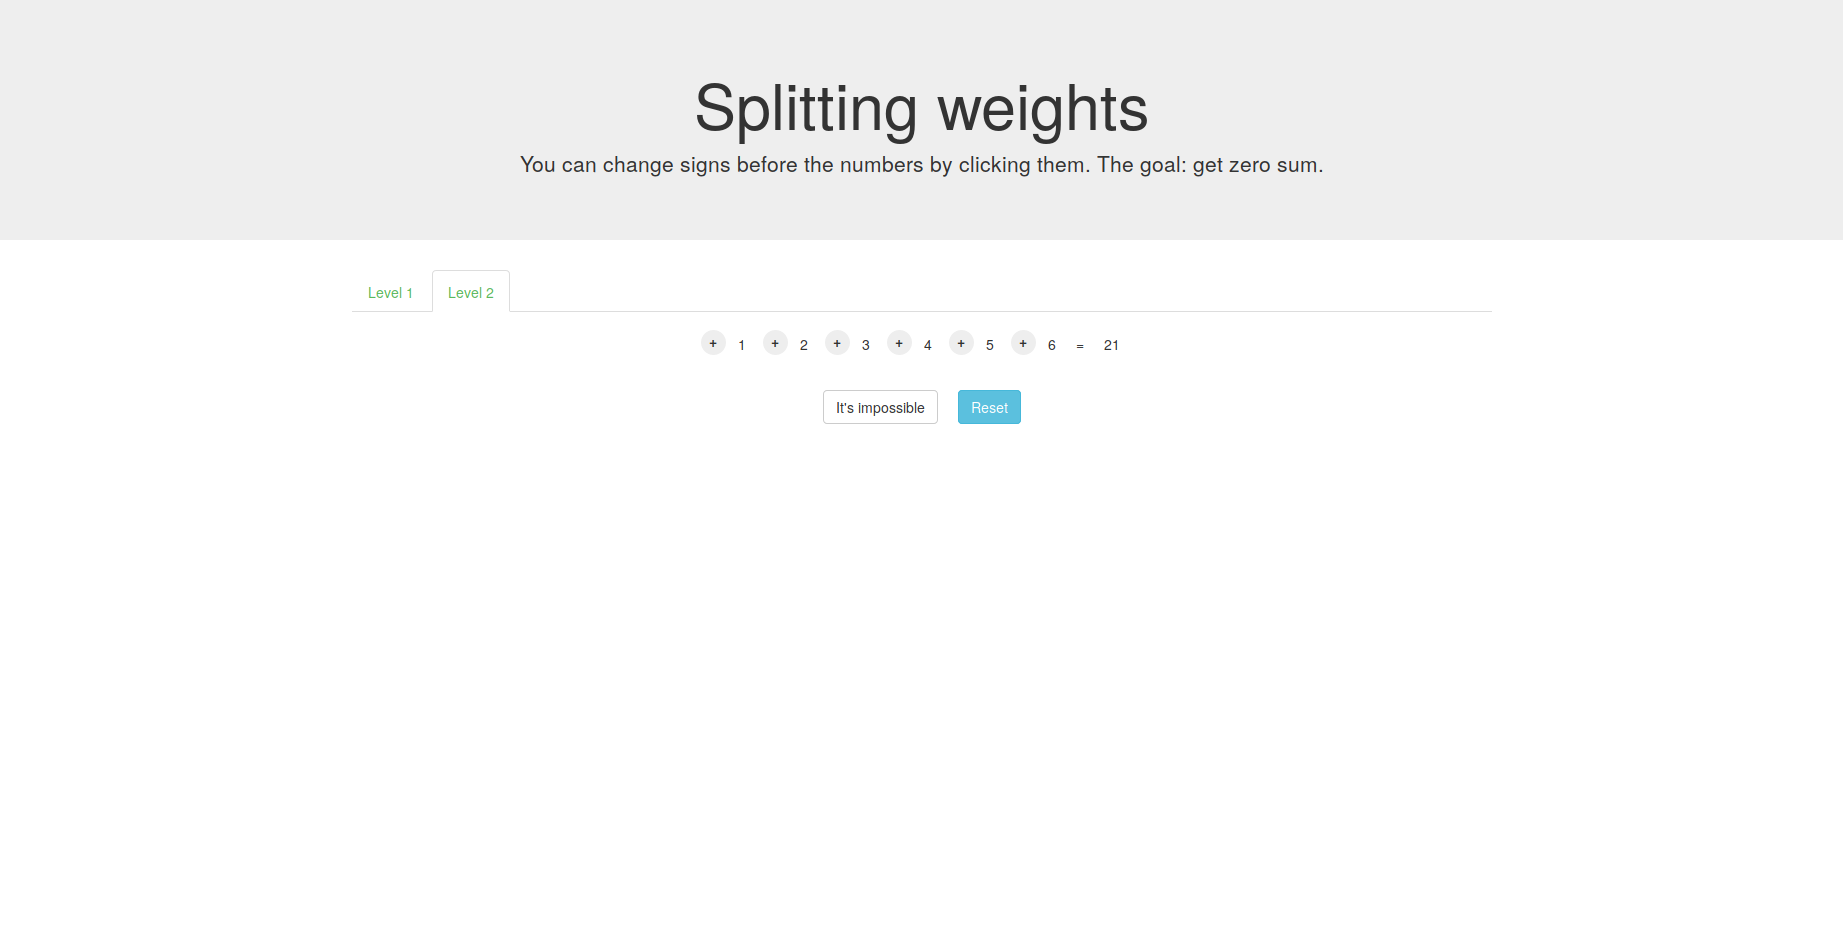 Splitting weights
You can change signs before the numbers by clicking them. The goal: get zero sum.
Level 1 Level 2
+ 1 + 2 + 3 + 4 + 5 + 6 = 21
It's impossible Reset